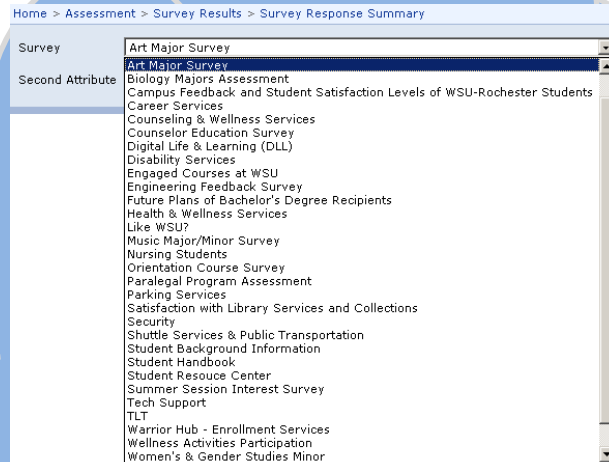 Home > Assessment > Survey Results > Survey Response Summary
Survey
Art Major Survey
Second Attribute
Art Major Survey
Biology Majors Assessment
Campus Feedback and Student Satisfaction Levels of WSU-Rochester Students
Career Services
Counseling & Wellness Services
Counselor Education Survey
Digital Life & Learning (DLL)
Disability Services
Engaged Courses at WSU
Engineering Feedback Survey
Future Plans of Bachelor's Degree Recipients
Health & Wellness Services
Like WSU?
Music Major/Minor Survey
Nursing Students
Orientation Course Survey
Paralegal Program Assessment
Parking Services
Satisfaction with Library Services and Collections
Security
Shuttle Services & Public Transportation
Student Background Information
Student Handbook
Student Resouce Center
Summer Session Interest Survey
Tech Support
TLT
Warrior Hub - Enrollment Services
Wellness Activities Participation
Women's & Gender Studies Minor